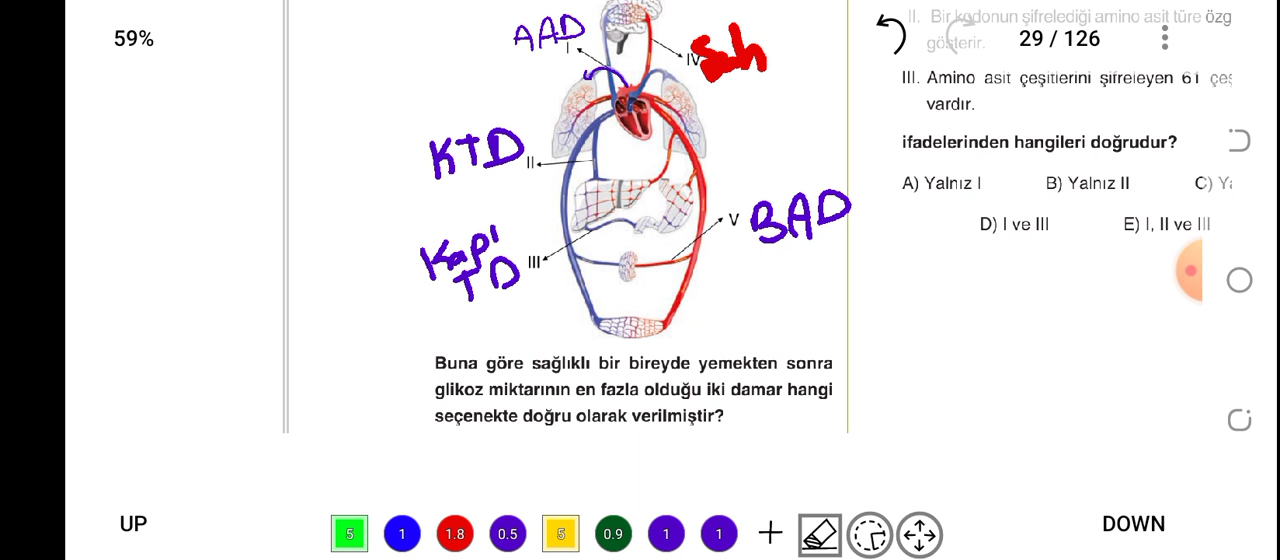 59%
AAD
I
IV
Şah
KTD
II
V
BAD
Kapı
TD
III
Buna göre sağlıklı bir bireyde yemekten sonra
glikoz miktarının en fazla olduğu iki damar hangi
seçenekte doğru olarak verilmiştir?
II. Bir kodonun şifrelediği amino asit türe özg
gösterir.
29 / 126
III. Amino asit çeşitlerini şifreleyen 61 çeş
vardır.
ifadelerinden hangileri doğrudur?
A) Yalnız I B) Yalnız II C) Ya
D) I ve III E) I, II ve III
UP
5 1 1.8 0.5 5 0.9 1 1
DOWN